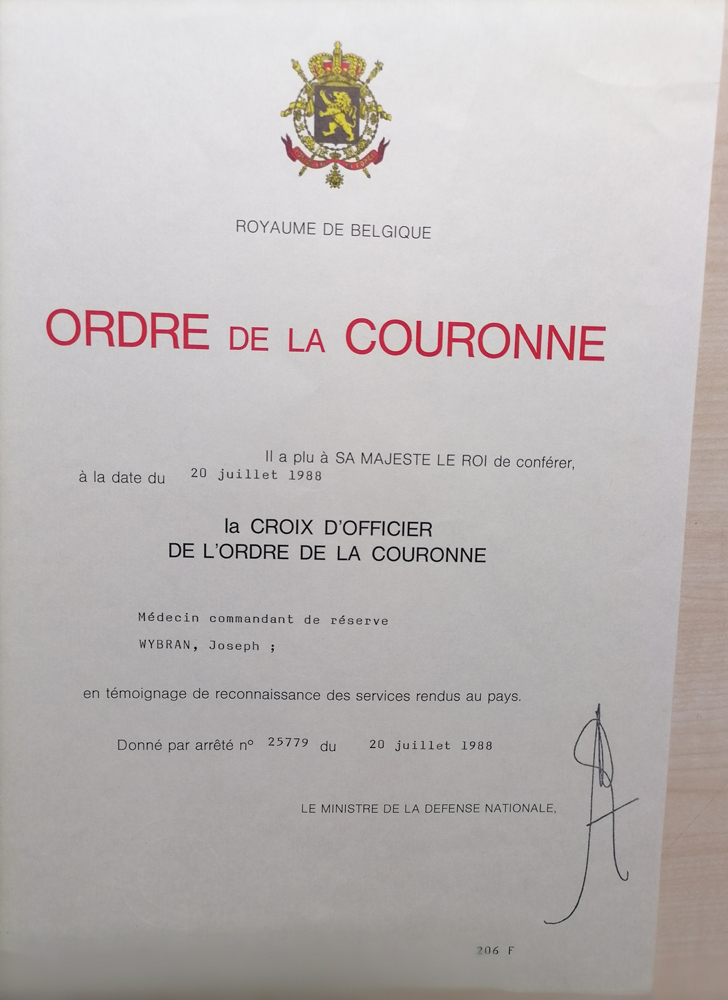 ROYAUME DE BELGIQUE
ORDRE DE LA COURONNE
Il a plu à SA MAJESTE LE ROI de conférer,
à la date du 20 juillet 1988
la CROIX D'OFFICIER
DE L'ORDRE DE LA COURONNE
Médecin commandant de réserve
WYBRAN, Joseph ;
en témoignage de reconnaissance des services rendus au pays.
Donné par arrêté nº 25779 du 20 juillet 1988
LE MINISTRE DE LA DEFENSE NATIONALE,
206 F